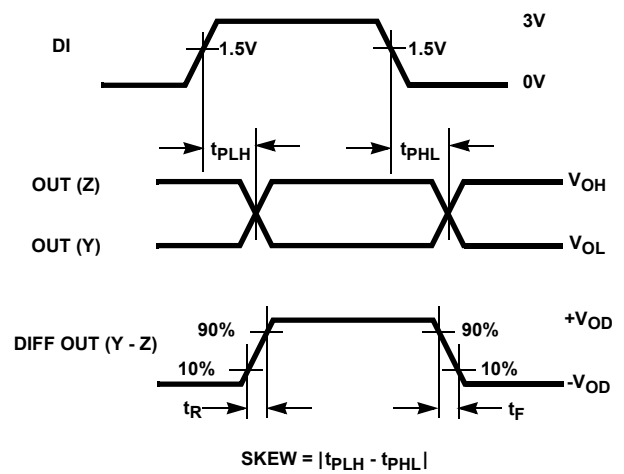 3V
DI
1.5V
1.5V
0V
tPLH
tPHL
OUT (Z)
VOH
OUT (Y)
VOL
+VOD
90%
90%
DIFF OUT (Y - Z)
10%
10%
-VOD
tR
tF
SKEW = |tPLH - tPHL|